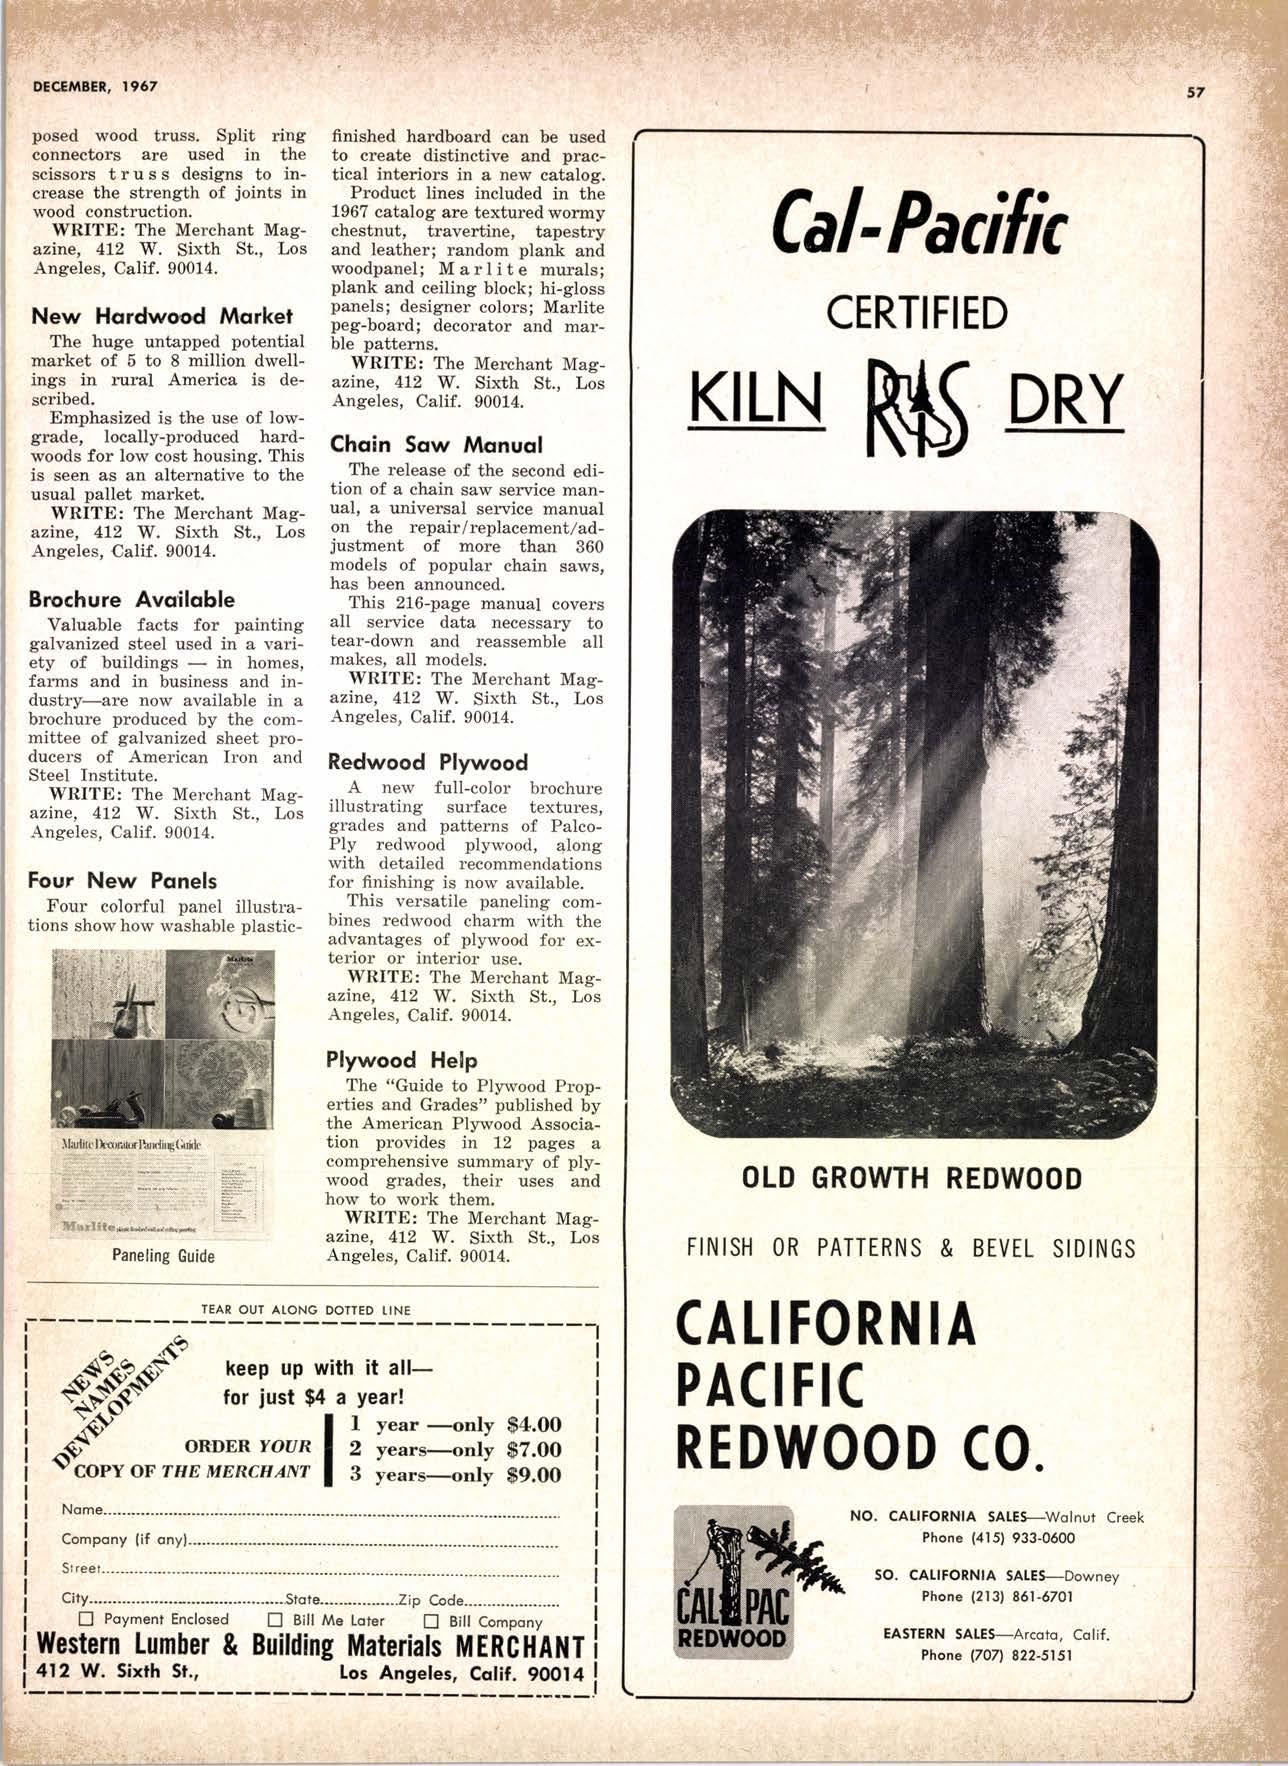 DECEMBER, 1967
57
posed wood truss. Split ring
connectors are used in the
scissors truss designs to in-
crease the strength of joints in
wood construction.
WRITE: The Merchant Mag-
azine, 412 W. Sixth St., Los
Angeles, Calif. 90014.
New Hardwood Market
The huge untapped potential
market of 5 to 8 million dwell-
ings in rural America is de-
scribed.
Emphasized is the use of low-
grade, locally-produced hard-
woods for low cost housing. This
is seen as an alternative to the
usual pallet market.
WRITE: The Merchant Mag-
azine, 412 W. Sixth St., Los
Angeles, Calif. 90014.
Brochure Available
Valuable facts for painting
galvanized steel used in a vari-
ety of buildings — in homes,
farms and in business and in-
dustry—are now available in a
brochure produced by the com-
mittee of galvanized sheet pro-
ducers of American Iron and
Steel Institute.
WRITE: The Merchant Mag-
azine, 412 W. Sixth St., Los
Angeles, Calif. 90014.
Four New Panels
Four colorful panel illustra-
tions show how washable plastic-
Marlite
Marlite Decorator Paneling Guide
Marlite plastic-finished wall and ceiling paneling
Paneling Guide
finished hardboard can be used
to create distinctive and prac-
tical interiors in a new catalog.
Product lines included in the
1967 catalog are textured wormy
chestnut, travertine, tapestry
and leather; random plank and
woodpanel; Marlite murals;
plank and ceiling block; hi-gloss
panels; designer colors; Marlite
peg-board; decorator and mar-
ble patterns.
WRITE: The Merchant Mag-
azine, 412 W. Sixth St., Los
Angeles, Calif. 90014.
Chain Saw Manual
The release of the second edi-
tion of a chain saw service man-
ual, a universal service manual
on the repair/replacement/ad-
justment of more than 360
models of popular chain saws,
has been announced.
This 216-page manual covers
all service data necessary to
tear-down and reassemble all
makes, all models.
WRITE: The Merchant Mag-
azine, 412 W. Sixth St., Los
Angeles, Calif. 90014.
Redwood Plywood
A new full-color brochure
illustrating surface textures,
grades and patterns of Palco-
Ply redwood plywood, along
with detailed recommendations
for finishing is now available.
This versatile paneling com-
bines redwood charm with the
advantages of plywood for ex-
terior or interior use.
WRITE: The Merchant Mag-
azine, 412 W. Sixth St., Los
Angeles, Calif. 90014.
Plywood Help
The “Guide to Plywood Prop-
erties and Grades” published by
the American Plywood Associa-
tion provides in 12 pages a
comprehensive summary of ply-
wood grades, their uses and
how to work them.
WRITE: The Merchant Mag-
azine, 412 W. Sixth St., Los
Angeles, Calif. 90014.
TEAR OUT ALONG DOTTED LINE
NEWS
NAMES
DEVELOPMENTS
keep up with it all—
for just $4 a year!
ORDER YOUR
COPY OF THE MERCHANT
1 year —only $4.00
2 years—only $7.00
3 years—only $9.00
Name
Company (if any)
Street
City State Zip Code
Payment Enclosed Bill Me Later Bill Company
Western Lumber & Building Materials MERCHANT
412 W. Sixth St., Los Angeles, Calif. 90014
Cal-Pacific
CERTIFIED
KILN RIS DRY
OLD GROWTH REDWOOD
FINISH OR PATTERNS & BEVEL SIDINGS
CALIFORNIA
PACIFIC
REDWOOD CO.
CAL PAC
REDWOOD
NO. CALIFORNIA SALES—Walnut Creek
Phone (415) 933-0600
SO. CALIFORNIA SALES—Downey
Phone (213) 861-6701
EASTERN SALES—Arcata, Calif.
Phone (707) 822-5151